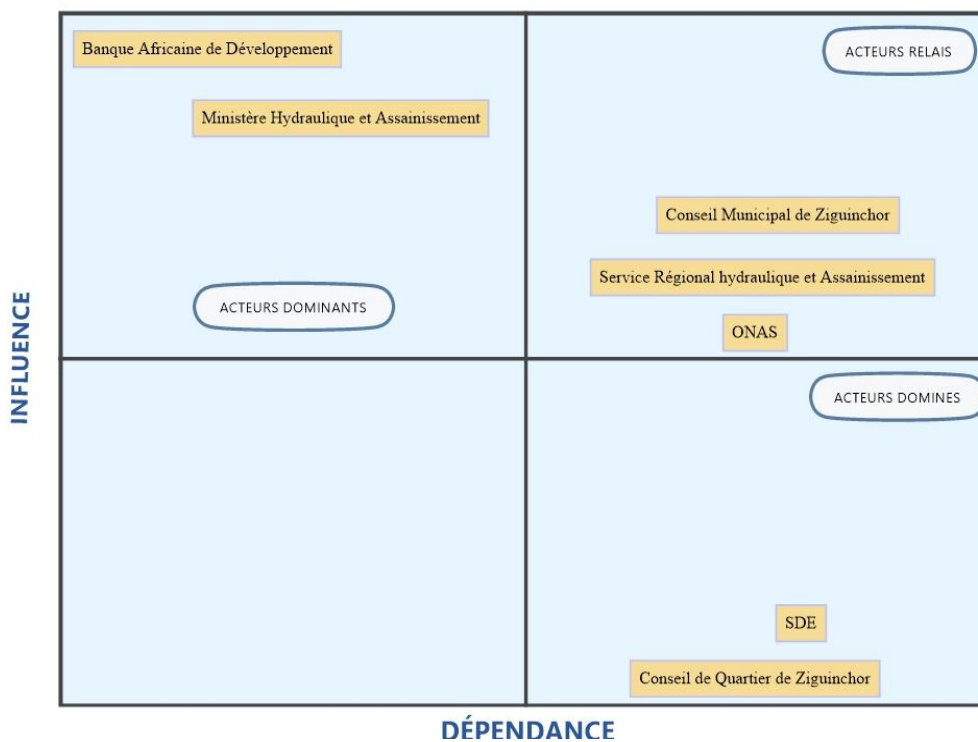 Banque Africaine de Développement
ACTEURS RELAIS
Ministère Hydraulique et Assainissement
Conseil Municipal de Ziguinchor
Service Régional hydraulique et Assainissement
ACTEURS DOMINANTS
ONAS
INFLUENCE
ACTEURS DOMINES
SDE
Conseil de Quartier de Ziguinchor
DÉPENDANCE